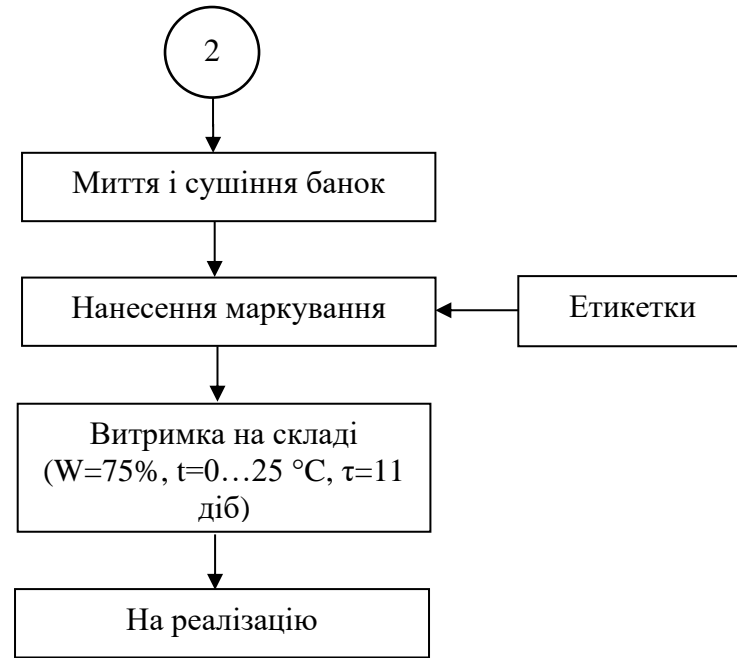 2
Миття і сушіння банок
Нанесення маркування
Етикетки
Витримка на складі
(W=75%, t=0…25 °C, τ=11
діб)
На реалізацію